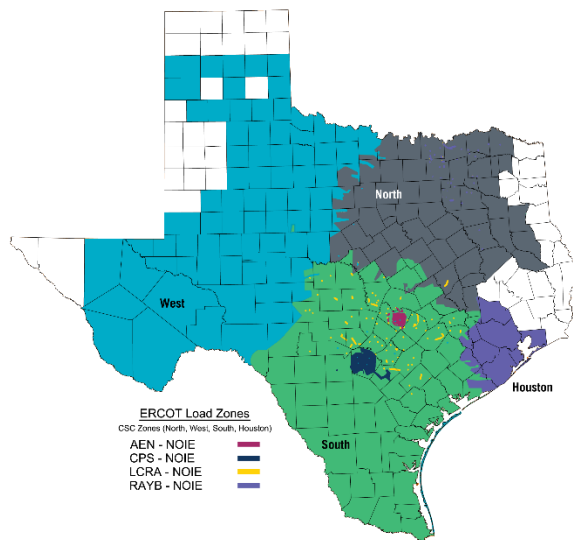 North
West
Houston
South
ERCOT Load Zones
CSC Zones (North, West, South, Houston)
AEN - NOIE
CPS - NOIE
LCRA - NOIE
RAYB - NOIE